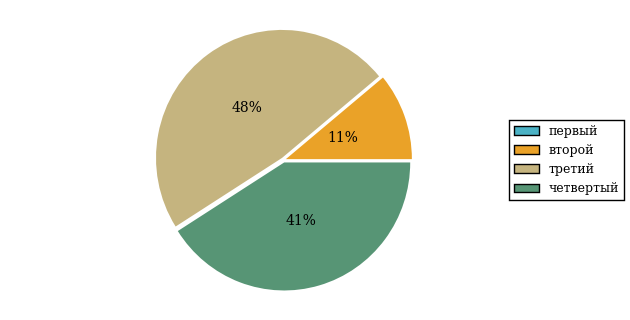 48%
11%
41%
первый
второй
третий
четвертый